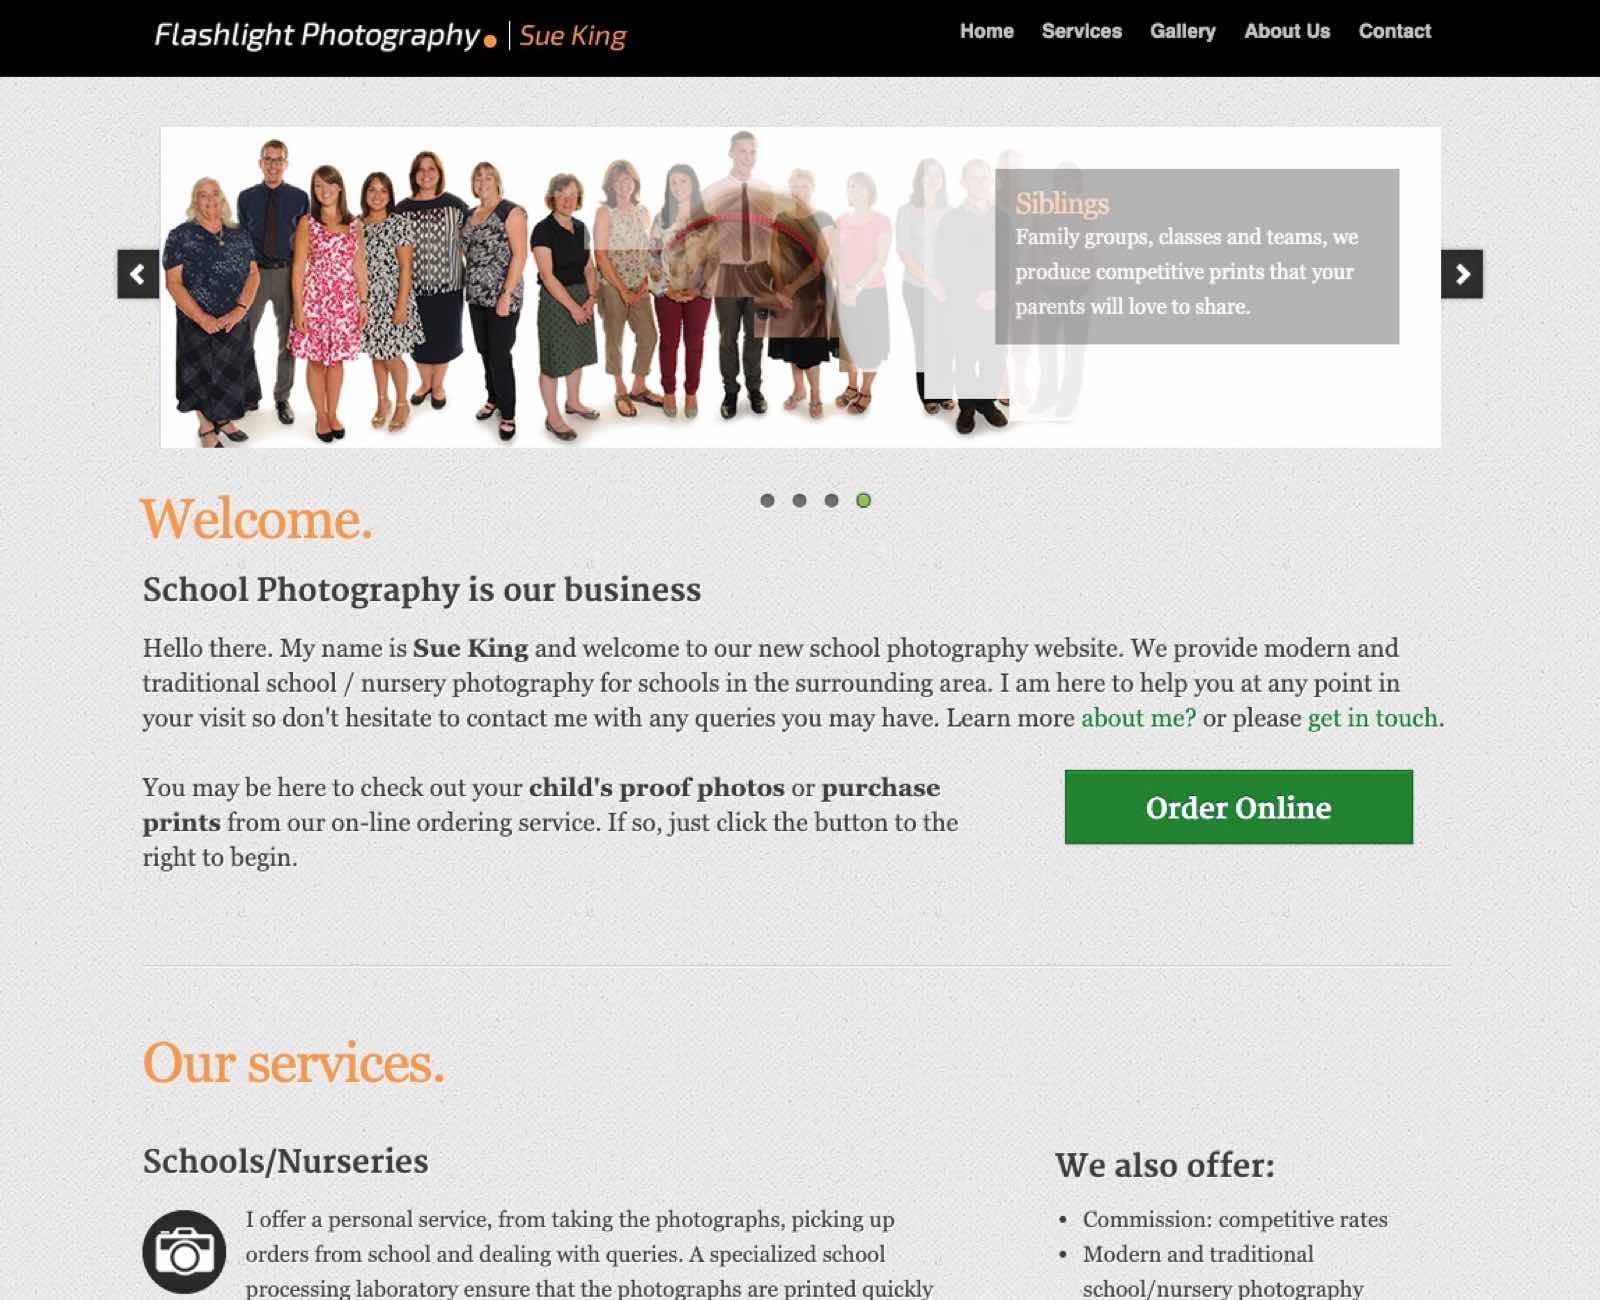 Flashlight Photography. | Sue King
Home Services Gallery About Us Contact
Siblings
Family groups, classes and teams, we
produce competitive prints that your
parents will love to share.
Welcome.
School Photography is our business
Hello there. My name is Sue King and welcome to our new school photography website. We provide modern and
traditional school / nursery photography for schools in the surrounding area. I am here to help you at any point in
your visit so don't hesitate to contact me with any queries you may have. Learn more about me? or please get in touch.
You may be here to check out your child's proof photos or purchase
prints from our on-line ordering service. If so, just click the button to the
right to begin.
Order Online
Our services.
Schools/Nurseries
I offer a personal service, from taking the photographs, picking up
orders from school and dealing with queries. A specialized school
processing laboratory ensure that the photographs are printed quickly
We also offer:
• Commission: competitive rates
• Modern and traditional
school/nursery photography